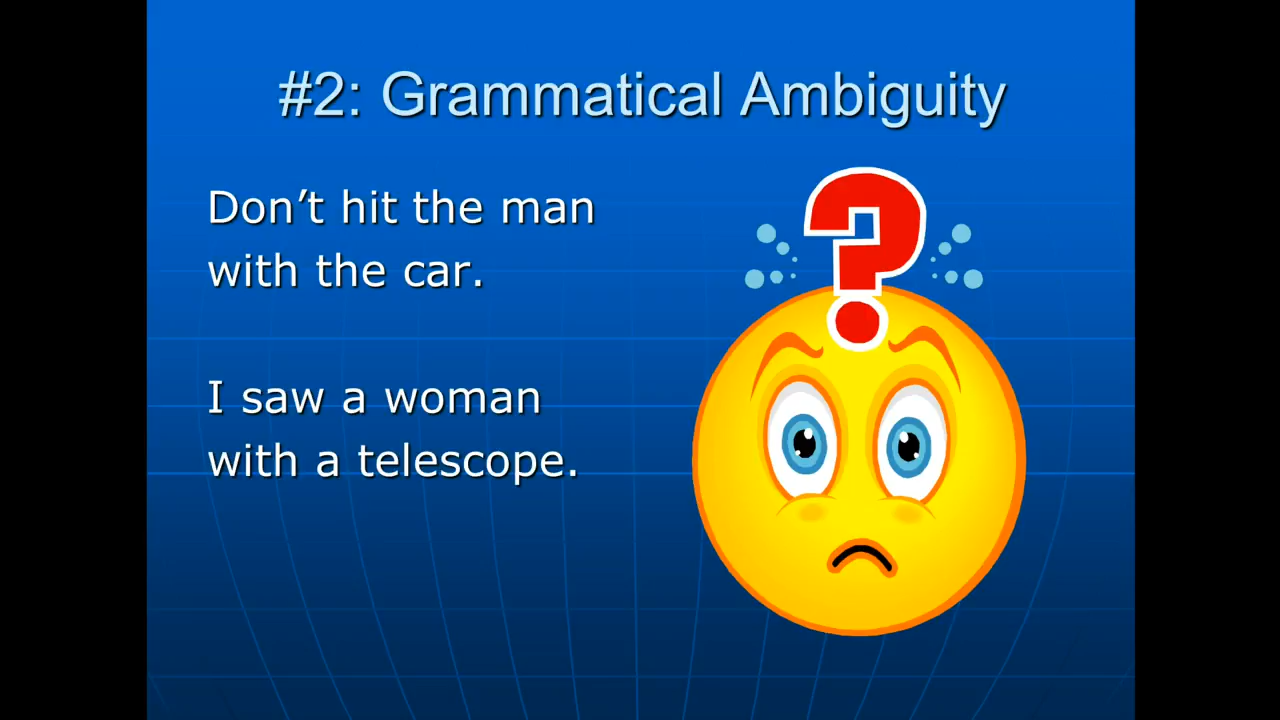 #2: Grammatical Ambiguity
Don’t hit the man
with the car.
I saw a woman
with a telescope.
?